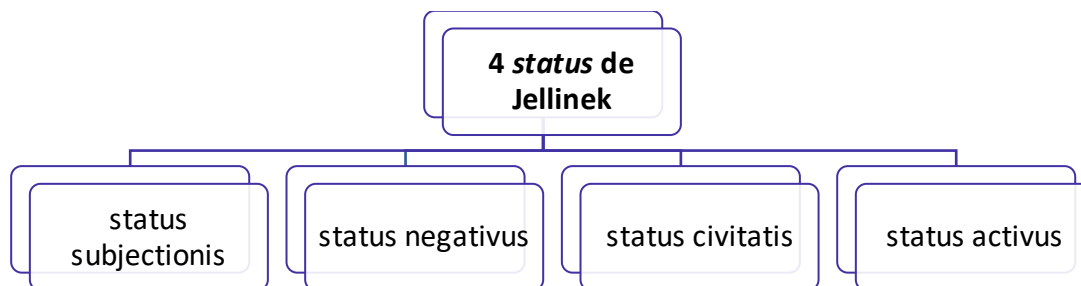 4 status de
Jellinek
status
subjectionis
status negativus
status civitatis
status activus